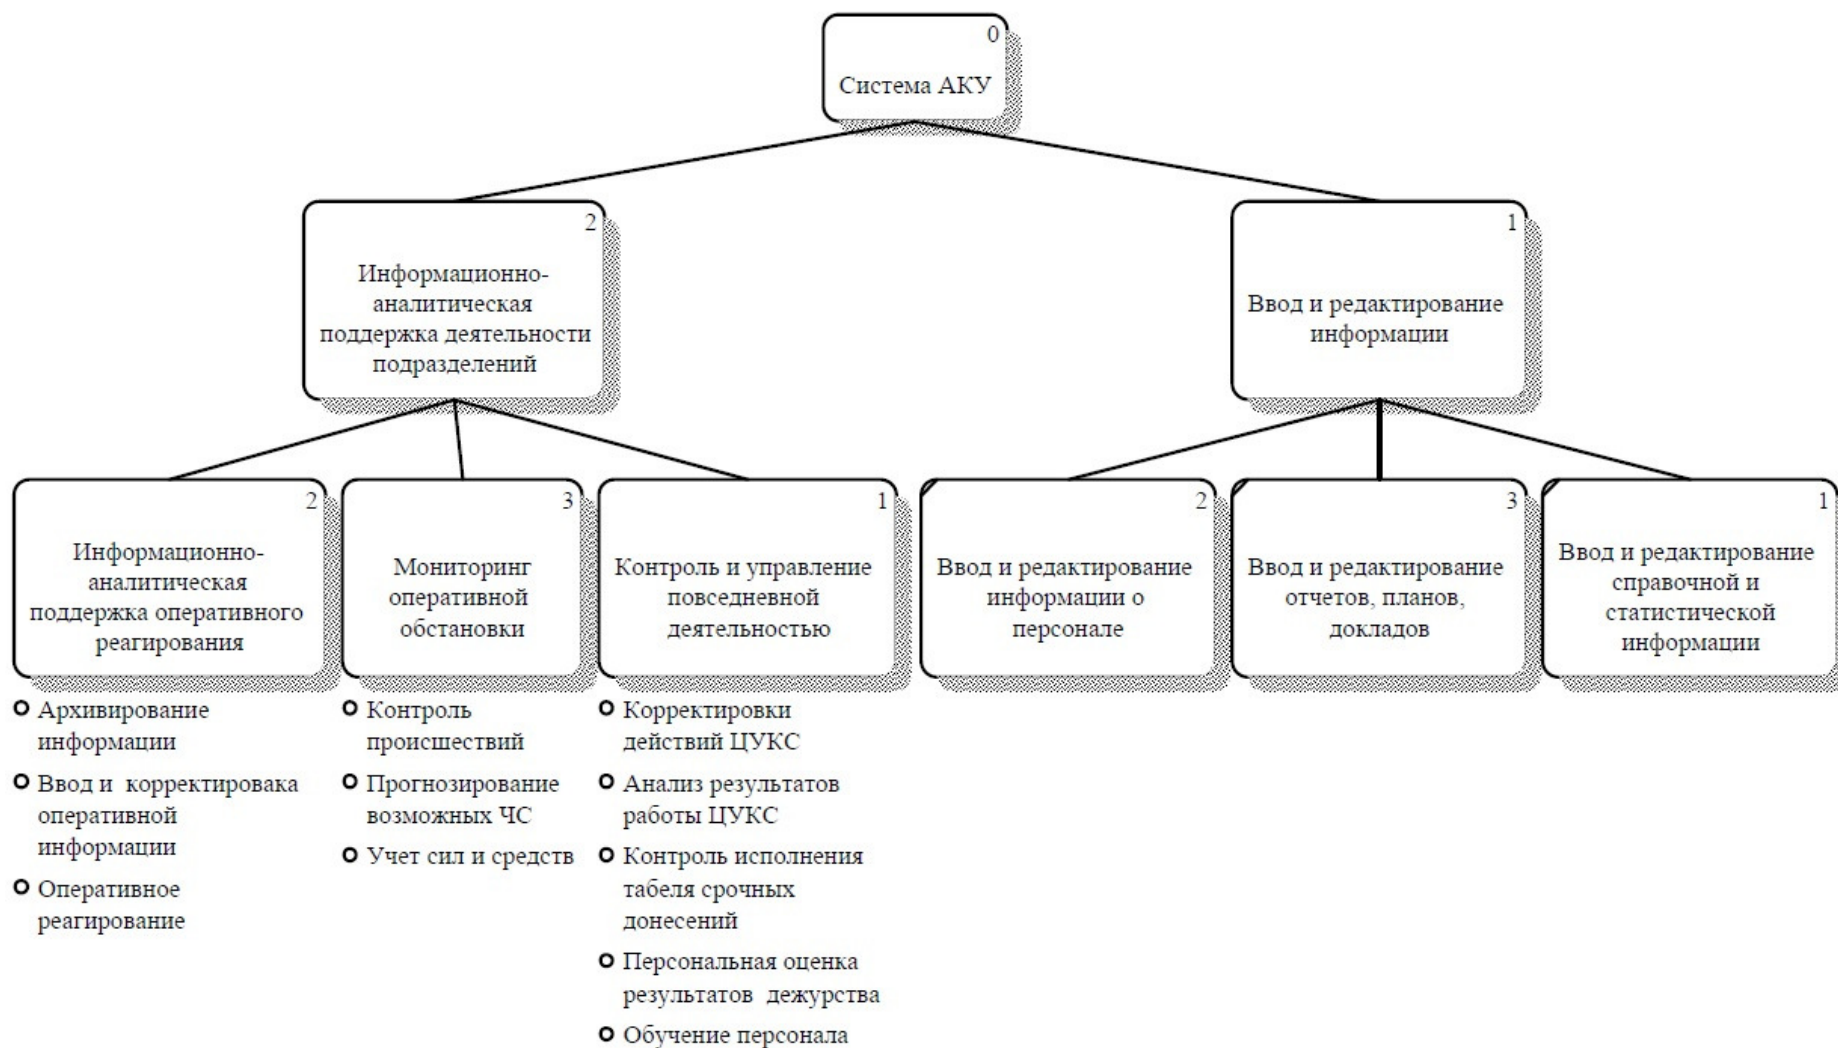 0
Система АКУ
2
Информационно-
аналитическая
поддержка деятельности
подразделений
1
Ввод и редактирование
информации
2
Информационно-
аналитическая
поддержка оперативного
реагирования
3
Мониторинг
оперативной
обстановки
1
Контроль и управление
повседневной
деятельностью
2
Ввод и редактирование
информации о
персонале
3
Ввод и редактирование
отчетов, планов,
докладов
1
Ввод и редактирование
справочной и
статистической
информации
Архивирование
информации
Ввод и корректировака
оперативной
информации
Оперативное
реагирование
Контроль
происшествий
Прогнозирование
возможных ЧС
Учет сил и средств
Корректировки
действий ЦУКС
Анализ результатов
работы ЦУКС
Контроль исполнения
табеля срочных
донесений
Персональная оценка
результатов дежурства
Обучение персонала